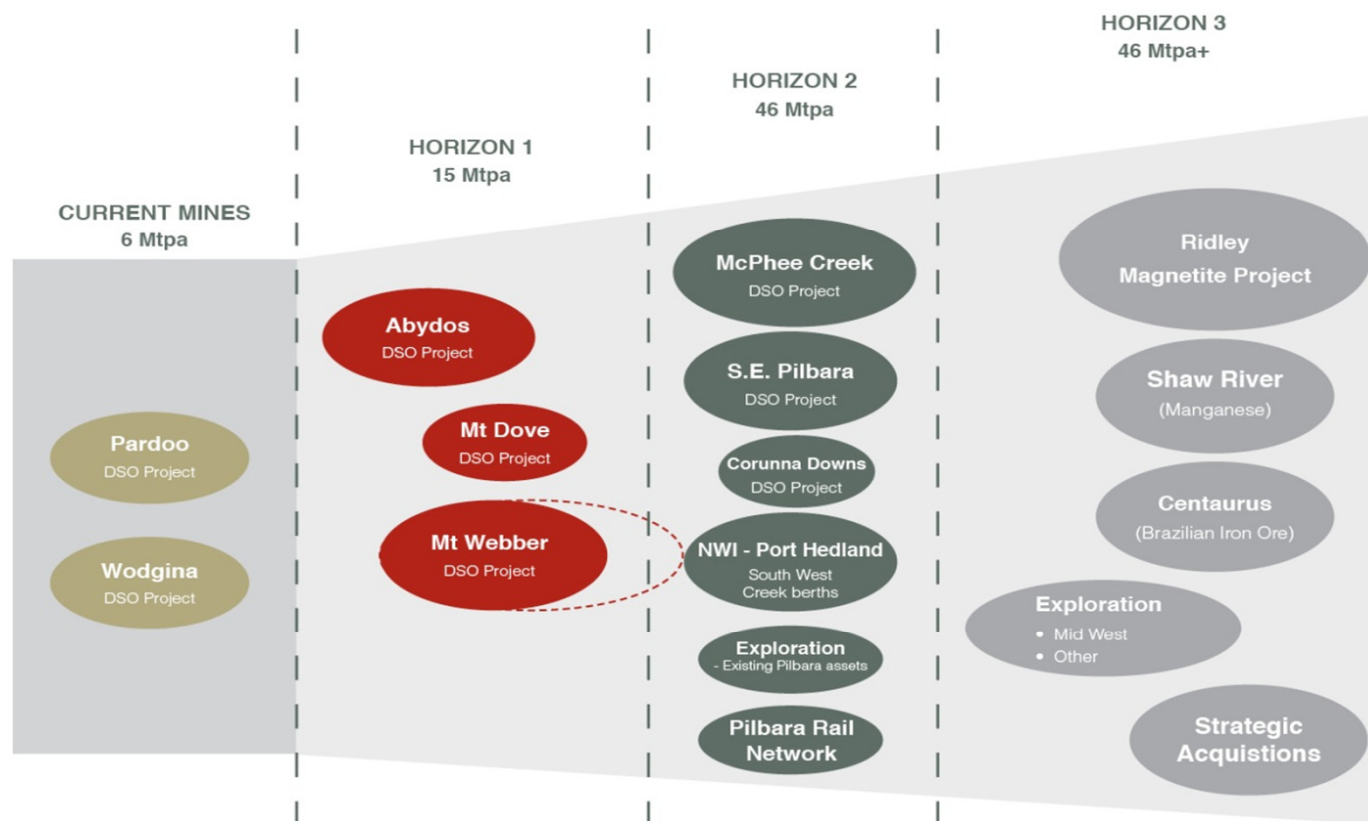 CURRENT MINES
6 Mtpa
Pardoo
DSO Project
Wodgina
DSO Project
HORIZON 1
15 Mtpa
Abydos
DSO Project
Mt Dove
DSO Project
Mt Webber
DSO Project
HORIZON 2
46 Mtpa
McPhee Creek
DSO Project
S.E. Pilbara
DSO Project
Corunna Downs
DSO Project
NWI - Port Hedland
South West
Creek berths
Exploration
- Existing Pilbara assets
Pilbara Rail
Network
HORIZON 3
46 Mtpa+
Ridley
Magnetite Project
Shaw River
(Manganese)
Centaurus
(Brazilian Iron Ore)
Exploration
• Mid West
• Other
Strategic
Acquistions